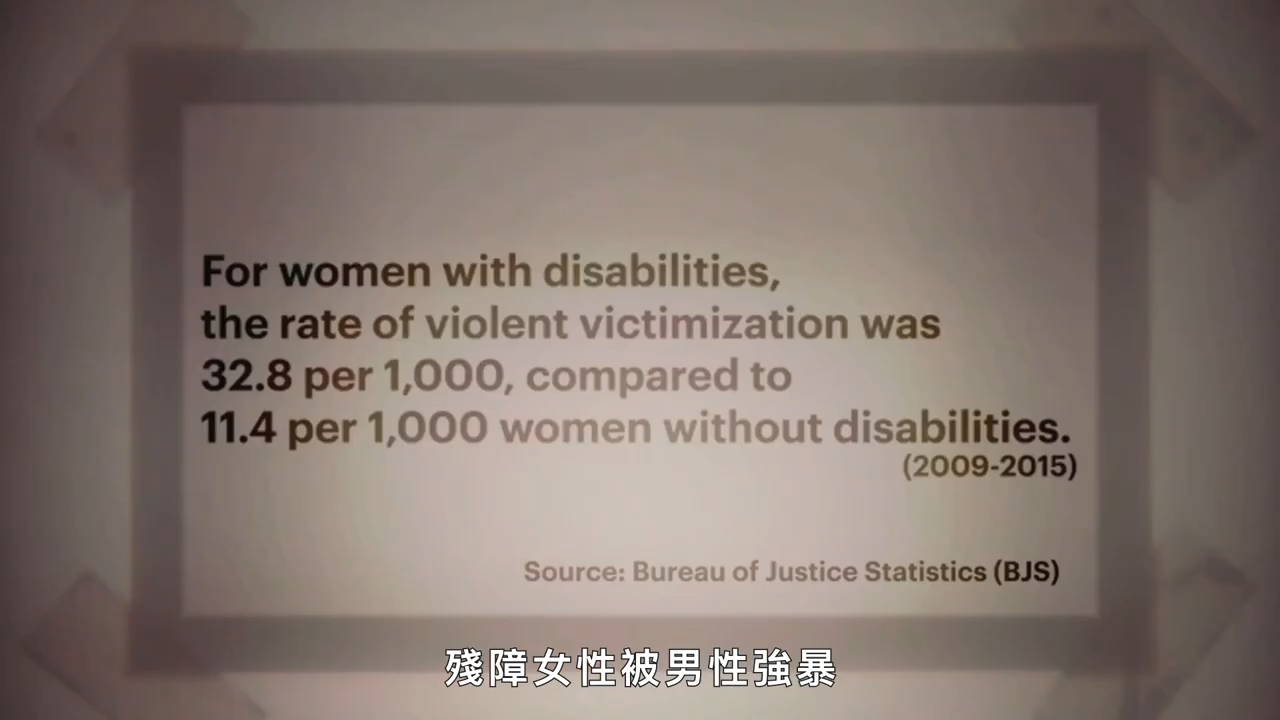 For women with disabilities,
the rate of violent victimization was
32.8 per 1,000, compared to
11.4 per 1,000 women without disabilities.
(2009-2015)
Source: Bureau of Justice Statistics (BJS)
殘障女性被男性強暴